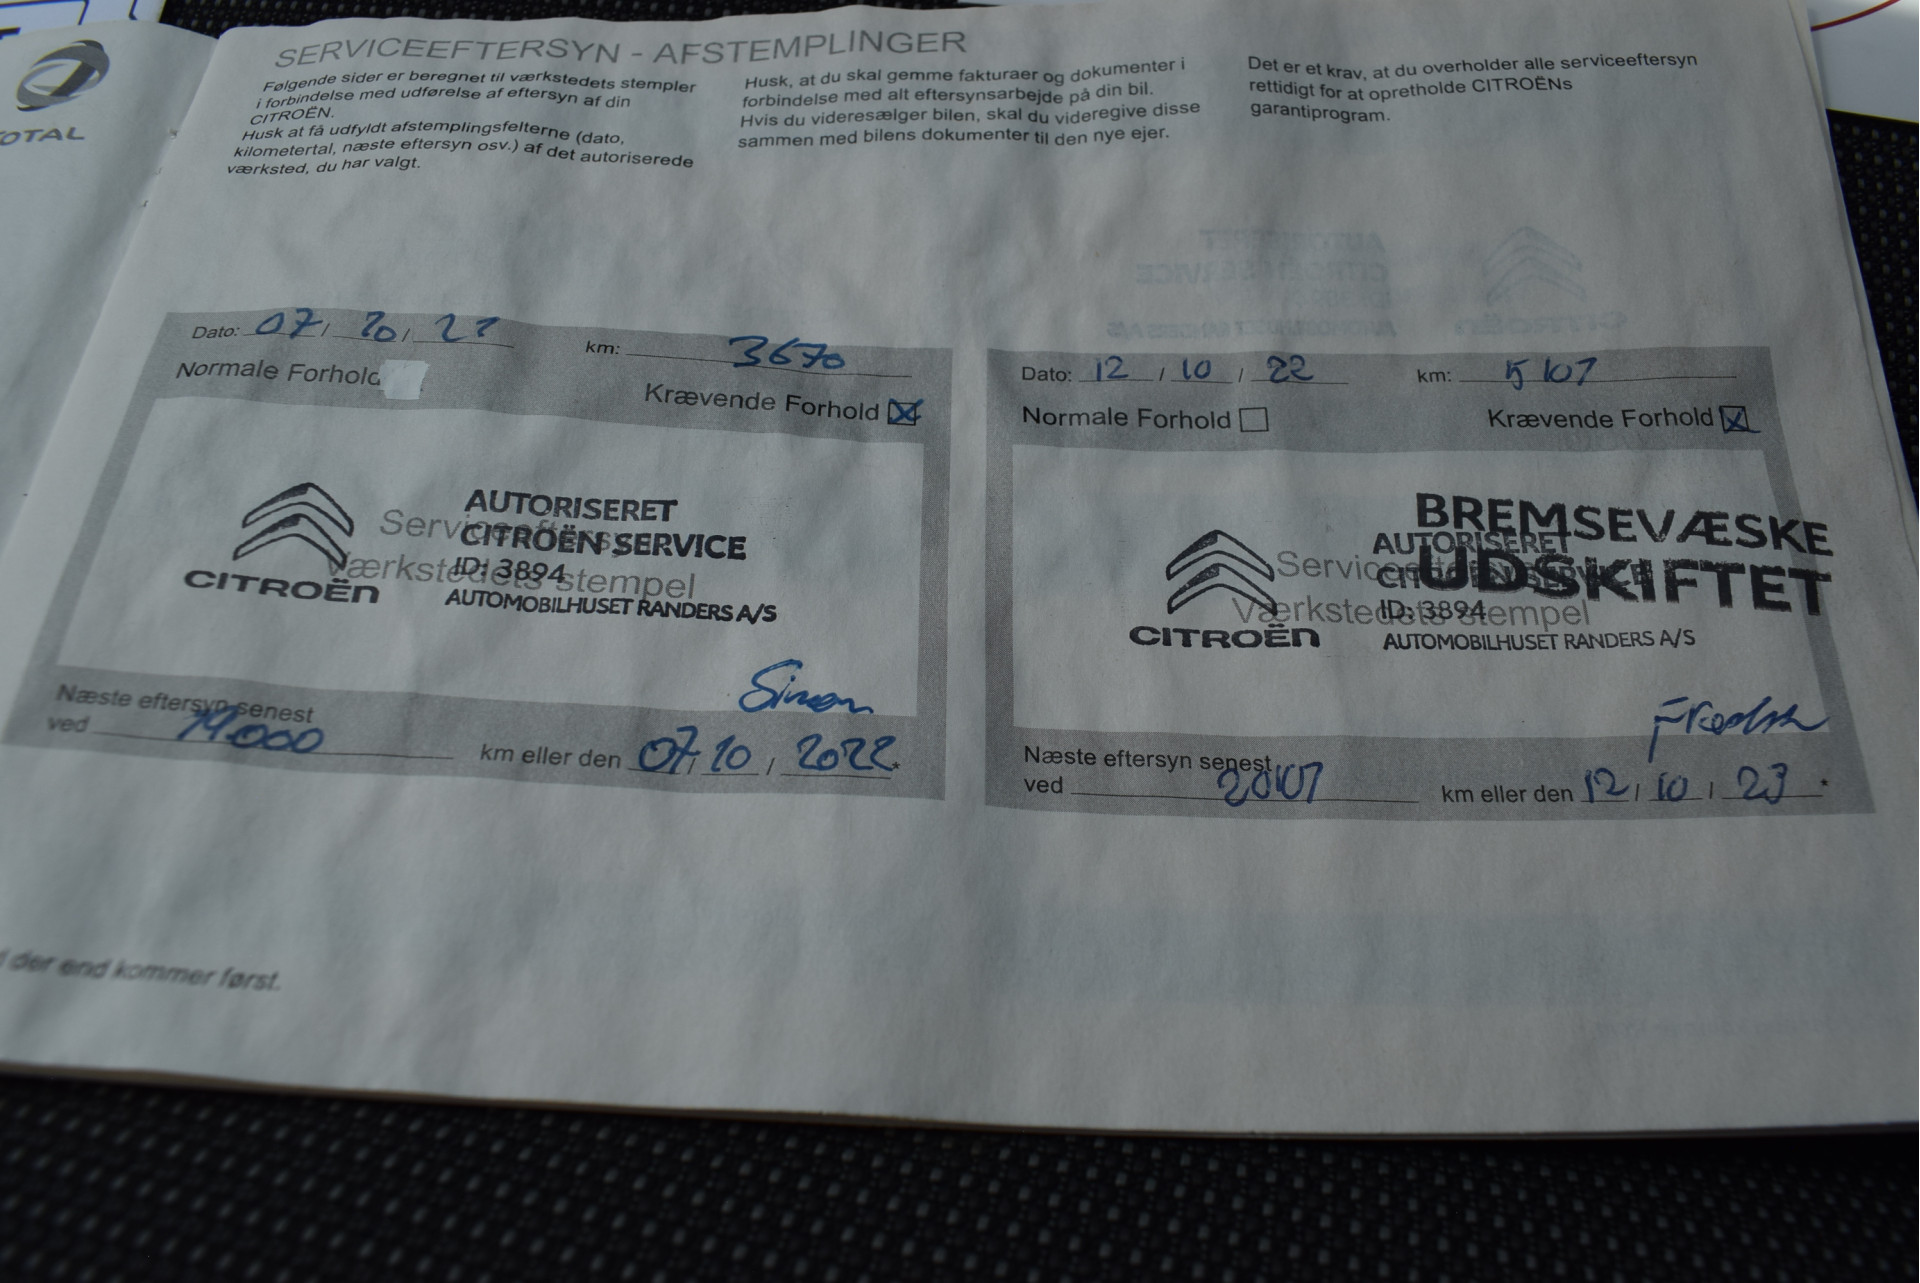 TOTAL
SERVICEEFTERSYN - AFSTEMPLINGER
Følgende sider er beregnet til værkstedets stempler
i forbindelse med udførelse af eftersyn af din
CITROËN.
Husk at få udfyldt afstemplingsfelterne (dato,
kilometertal, næste eftersyn osv.) af det autoriserede
værksted, du har valgt.
Husk, at du skal gemme fakturaer og dokumenter i
forbindelse med alt eftersynsarbejde på din bil.
Hvis du videresælger bilen, skal du videregive disse
sammen med bilens dokumenter til den nye ejer.
Det er et krav, at du overholder alle serviceeftersyn
rettidigt for at opretholde CITROËNs
garantiprogram.
Dato: 07 / 10 / 21 km: 3670
Normale Forhold
Krævende Forhold
Serviceeftersyn
Værkstedets stempel
CITROËN
AUTORISERET
CITROËN SERVICE
ID: 3894
AUTOMOBILHUSET RANDERS A/S
Simon
Næste eftersyn senest
ved 19.000 km eller den 07 / 10 / 2022 *
Dato: 12 / 10 / 22 km: 5107
Normale Forhold Krævende Forhold
Serviceeftersyn
Værkstedets stempel
CITROËN
AUTORISERET
CITROËN SERVICE
ID: 3894
AUTOMOBILHUSET RANDERS A/S
BREMSEVÆSKE
UDSKIFTET
Næste eftersyn senest
ved 20107 km eller den 12 / 10 / 23 *
der end kommer først.